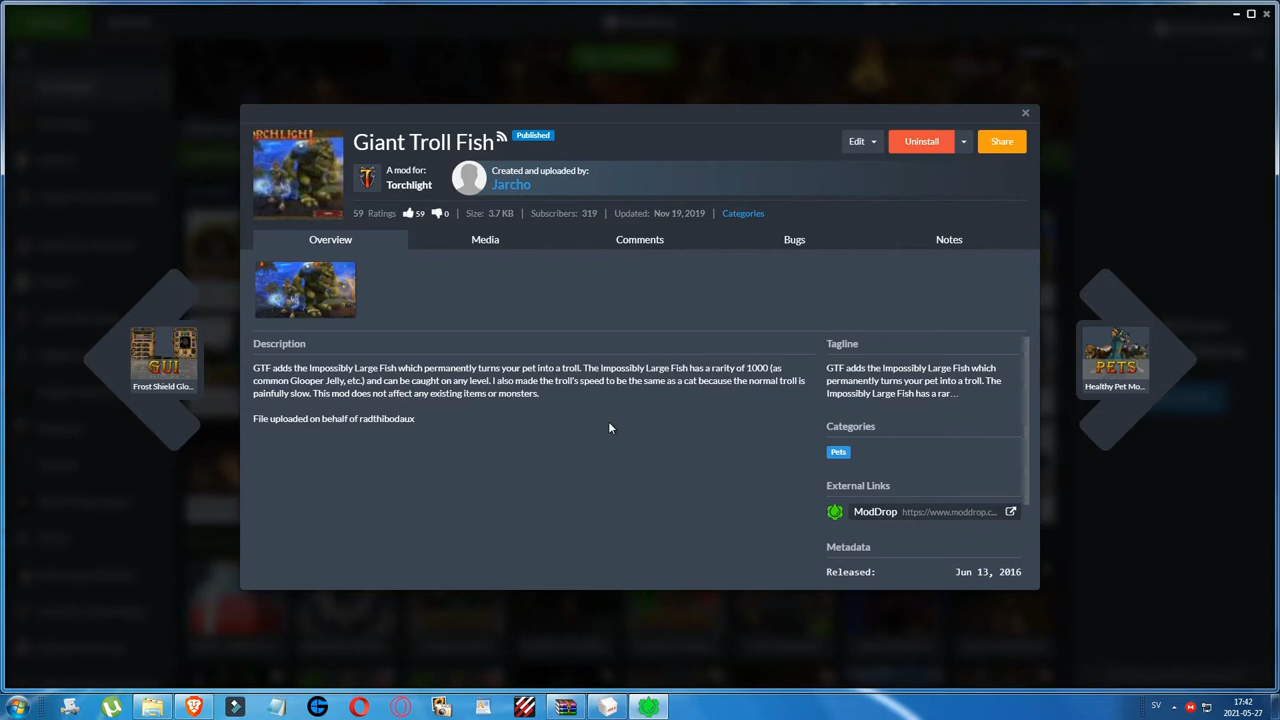 Giant Troll Fish
Published
Edit
Uninstall
Share
A mod for:
Torchlight
Created and uploaded by:
Jarcho
59 Ratings 59 0 | Size: 3.7 KB | Subscribers: 319 | Updated: Nov 19, 2019 | Categories
Overview
Media
Comments
Bugs
Notes
Description
GTF adds the Impossibly Large Fish which permanently turns your pet into a troll. The Impossibly Large Fish has a rarity of 1000 (as
common Glooper Jelly, etc.) and can be caught on any level. I also made the troll's speed to be the same as a cat because the normal troll is
painfully slow. This mod does not affect any existing items or monsters.
File uploaded on behalf of radthibodaux
Tagline
GTF adds the Impossibly Large Fish which
permanently turns your pet into a troll. The
Impossibly Large Fish has a rar…
Categories
Pets
External Links
ModDrop https://www.moddrop.c...
Metadata
Released: Jun 13, 2016
GUI
Frost Shield Glo...
PETS
Healthy Pet Mo...
SV
17:42
2021-05-27